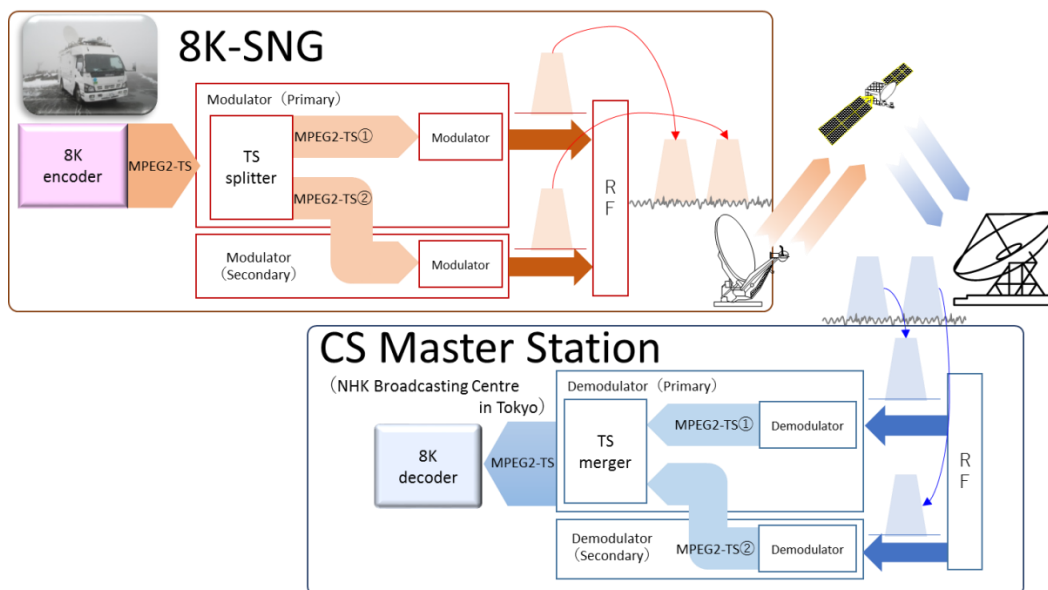 8K-SNG
8K
encoder
MPEG2-TS
Modulator（Primary）
TS
splitter
MPEG2-TS①
Modulator
MPEG2-TS②
Modulator
（Secondary）
Modulator
R
F
CS Master Station
（NHK Broadcasting Centre
in Tokyo）
Demodulator（Primary）
8K
decoder
MPEG2-TS
TS
merger
MPEG2-TS①
Demodulator
Demodulator
（Secondary）
MPEG2-TS②
Demodulator
R
F